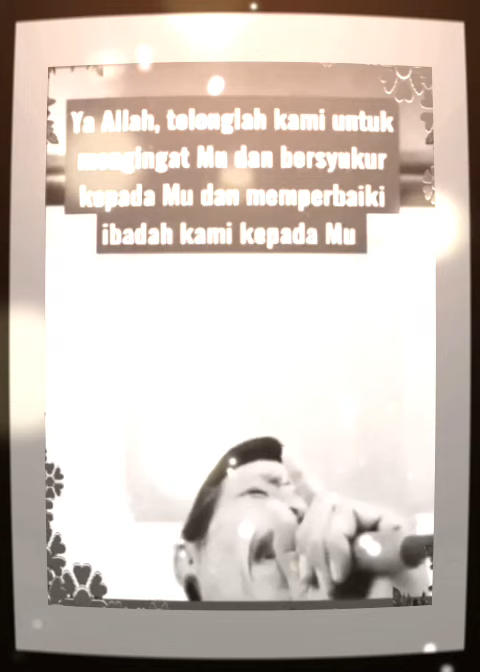 Ya Allah, tolonglah kami untuk
mengingat Mu dan bersyukur
kepada Mu dan memperbaiki
ibadah kami kepada Mu